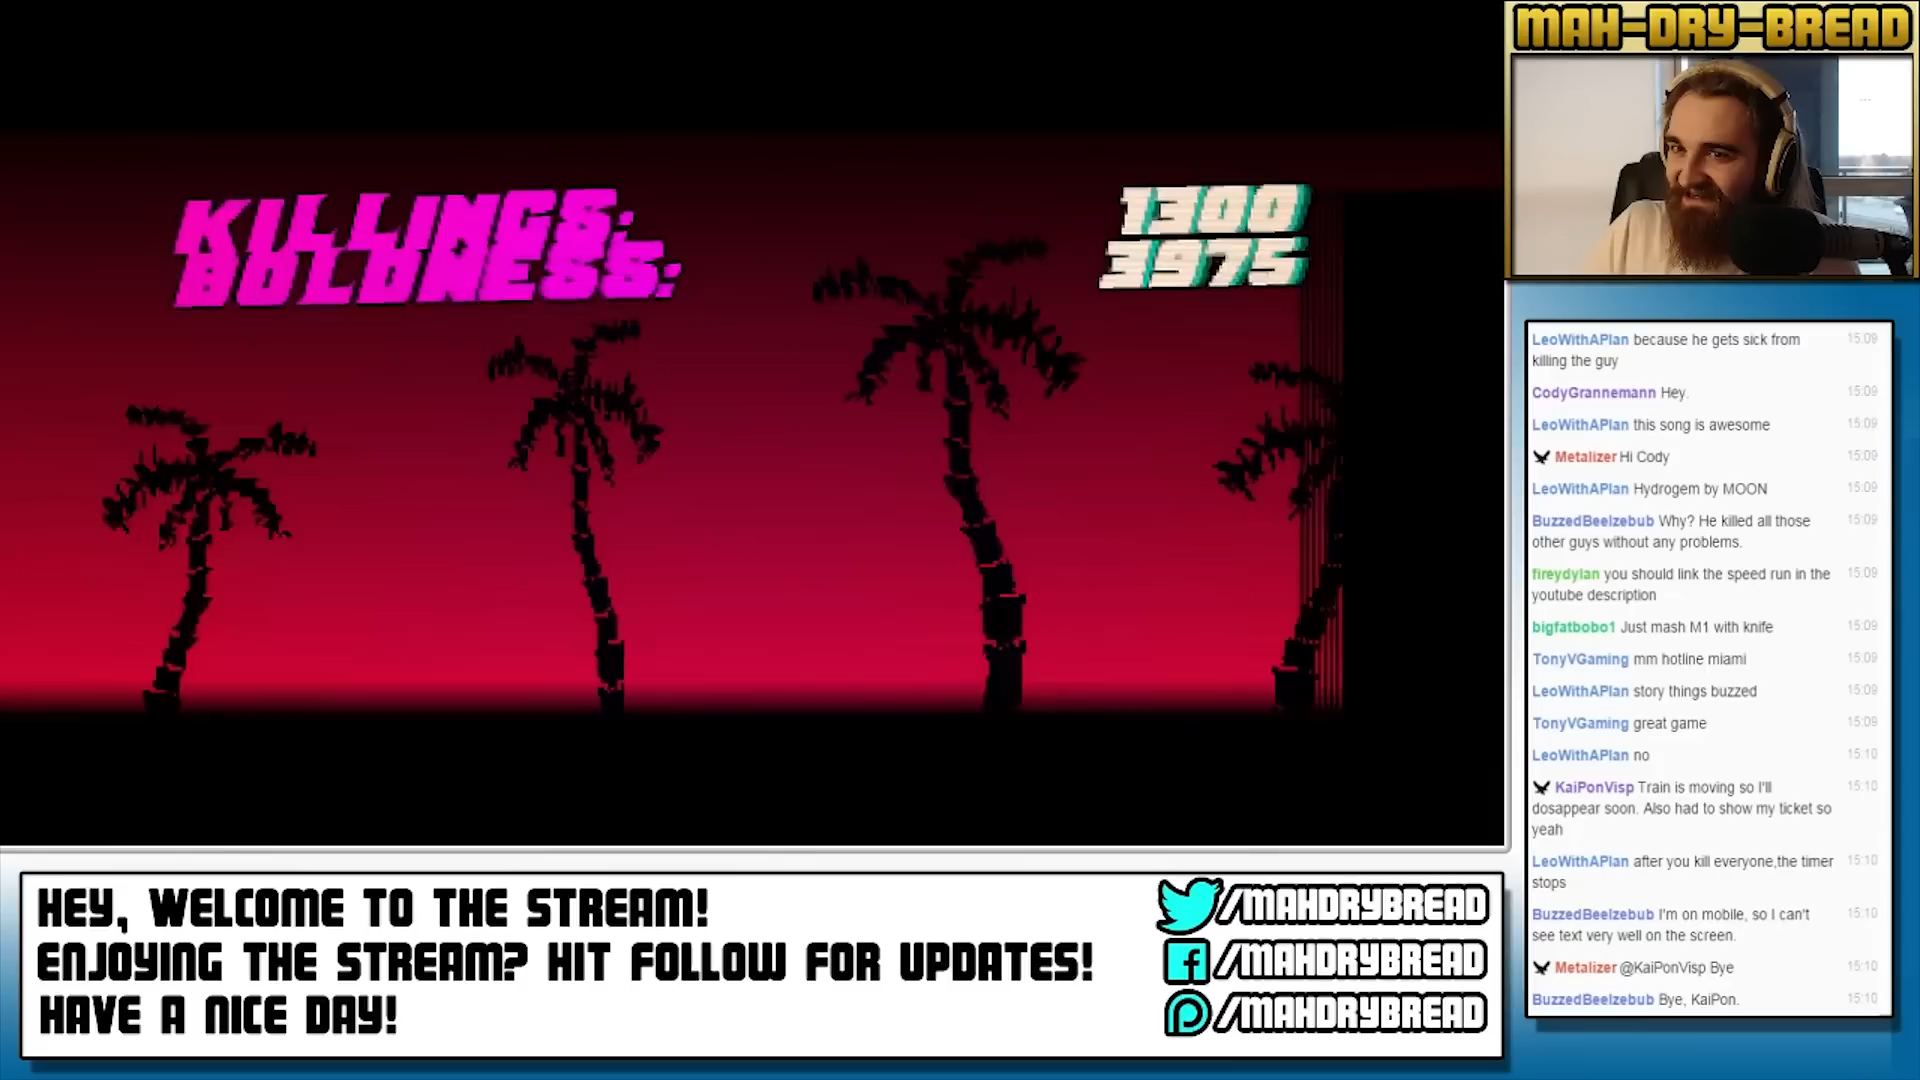 KILLINGS: 1300
BOLDNESS: 3975
MAH-DRY-BREAD
LeoWithAPlan because he gets sick from 15:09
killing the guy
CodyGrannemann Hey. 15:09
LeoWithAPlan this song is awesome 15:09
Metalizer Hi Cody 15:09
LeoWithAPlan Hydrogem by MOON 15:09
BuzzedBeelzebub Why? He killed all those 15:09
other guys without any problems.
fireydylan you should link the speed run in the 15:09
youtube description
bigfatbobo1 Just mash M1 with knife 15:09
TonyVGaming mm hotline miami 15:09
LeoWithAPlan story things buzzed 15:09
TonyVGaming great game 15:09
LeoWithAPlan no 15:10
KaiPonVisp Train is moving so I'll 15:10
dosappear soon. Also had to show my ticket so
yeah
LeoWithAPlan after you kill everyone,the timer 15:10
stops
BuzzedBeelzebub I'm on mobile, so I can't 15:10
see text very well on the screen.
Metalizer @KaiPonVisp Bye 15:10
BuzzedBeelzebub Bye, KaiPon. 15:10
HEY, WELCOME TO THE STREAM!
ENJOYING THE STREAM? HIT FOLLOW FOR UPDATES!
HAVE A NICE DAY!
/MAHDRYBREAD
/MAHDRYBREAD
/MAHDRYBREAD